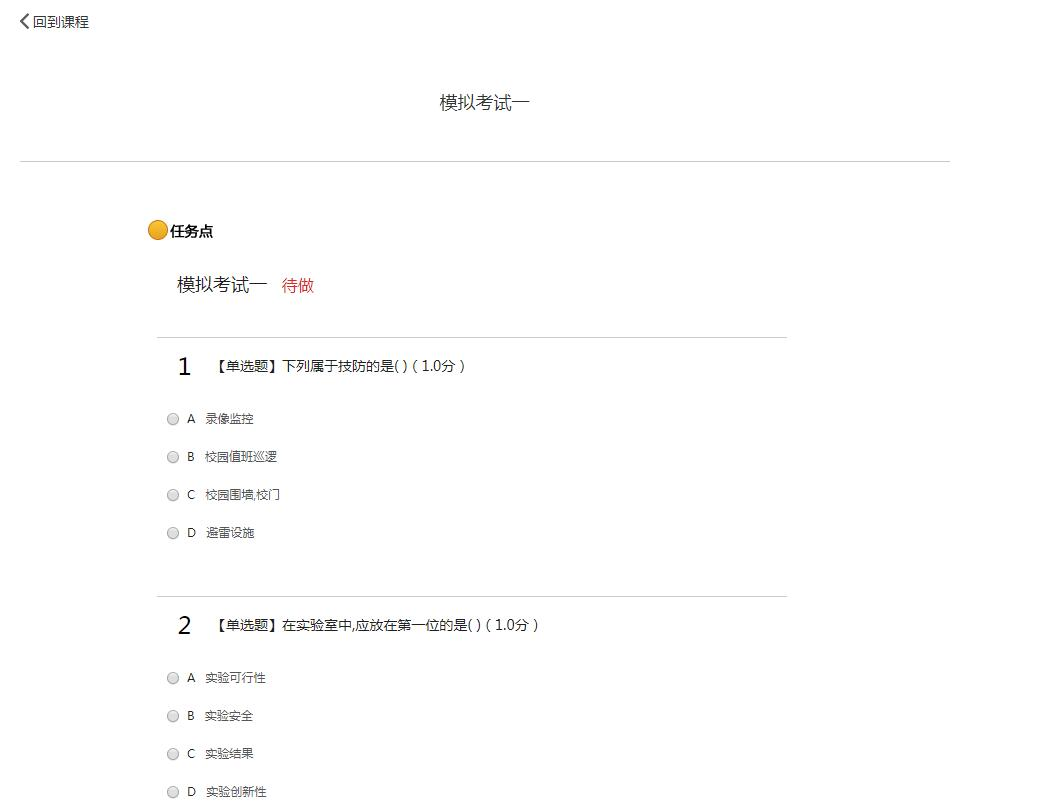 回到课程
模拟考试一
任务点
模拟考试一 待做
1 【单选题】下列属于技防的是( ) ( 1.0分 )
A 录像监控
B 校园值班巡逻
C 校园围墙,校门
D 避雷设施
2 【单选题】在实验室中,应放在第一位的是( ) ( 1.0分 )
A 实验可行性
B 实验安全
C 实验结果
D 实验创新性